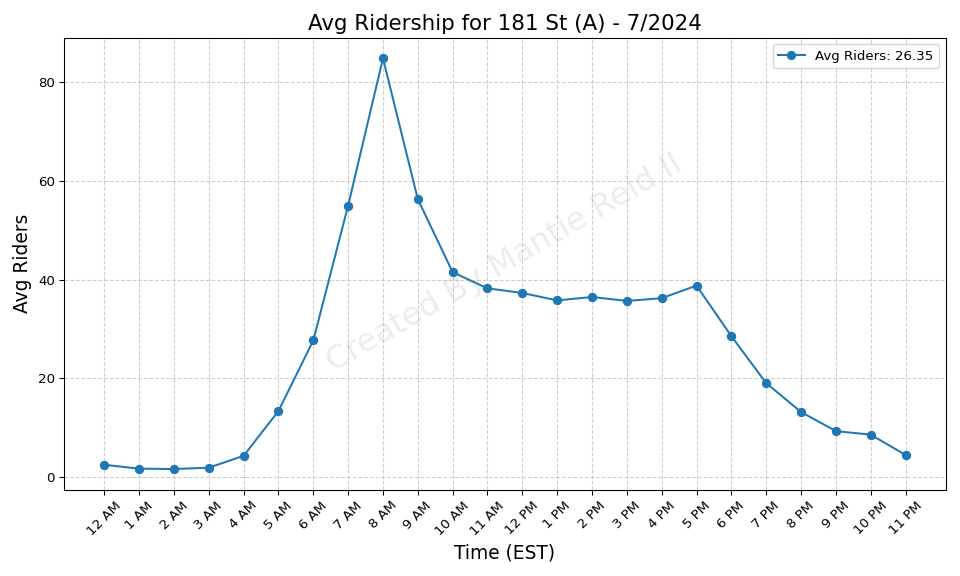 Avg Ridership for 181 St (A) - 7/2024
Avg Riders: 26.35
80
60
40
20
0
Avg Riders
Created By Mantie Reid II
12 AM
1 AM
2 AM
3 AM
4 AM
5 AM
6 AM
7 AM
8 AM
9 AM
10 AM
11 AM
12 PM
1 PM
2 PM
3 PM
4 PM
5 PM
6 PM
7 PM
8 PM
9 PM
10 PM
11 PM
Time (EST)